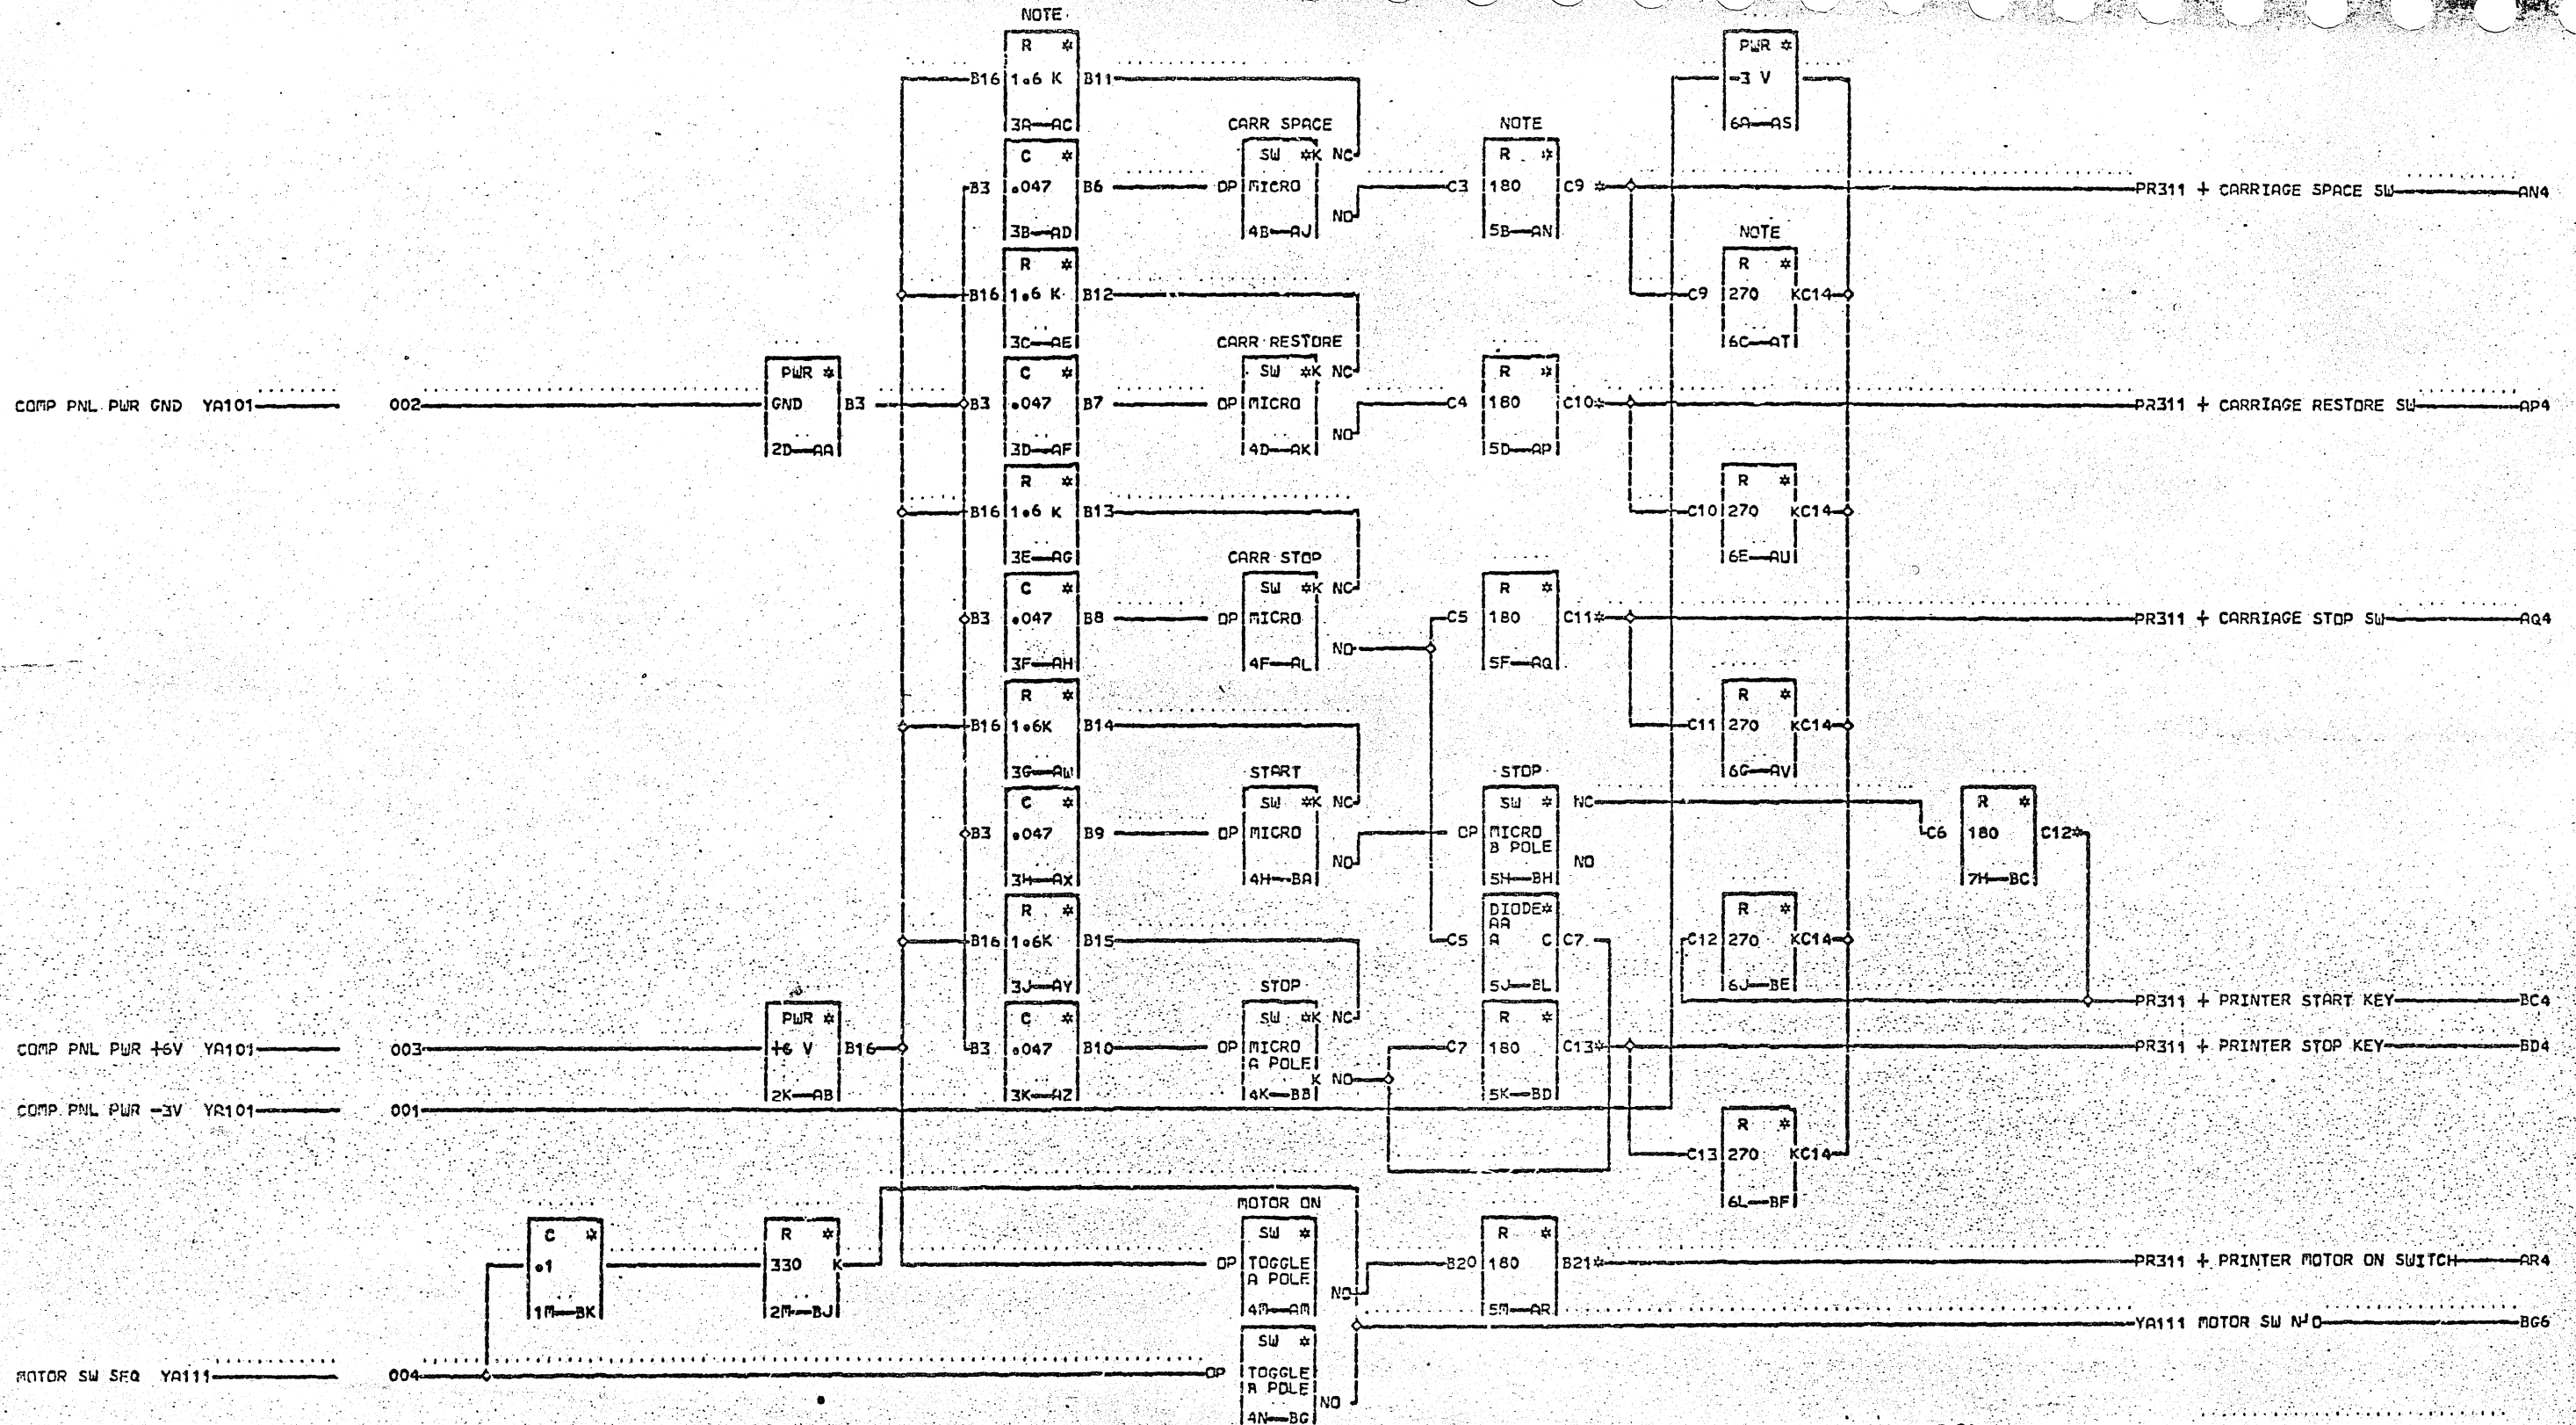 NOTE
R *
B16 1.6 K B11
3A—AC
PWR *
-3 V
6A—AS
CARR SPACE
C *
B3 .047 B6
3B—AD
SW *K NC
OP MICRO
NO
4B—AJ
NOTE
R *
C3 180 C9 *
5B—AN
PR311 + CARRIAGE SPACE SW AN4
R *
B16 1.6 K B12
3C—AE
NOTE
R *
C9 270 KC14
6C—AT
COMP PNL PWR GND YA101 002
PWR *
GND B3
2D—AA
C *
B3 .047 B7
3D—AF
CARR RESTORE
SW *K NC
OP MICRO
NO
4D—AK
R *
C4 180 C10*
5D—AP
PR311 + CARRIAGE RESTORE SW AP4
R *
B16 1.6 K B13
3E—AG
R *
C10 270 KC14
6E—AU
C *
B3 .047 B8
3F—AH
CARR STOP
SW *K NC
OP MICRO
NO
4F—AL
R *
C5 180 C11*
5F—AQ
PR311 + CARRIAGE STOP SW AQ4
R *
B16 1.6K B14
3G—AW
R *
C11 270 KC14
6G—AV
C *
B3 .047 B9
3H—AX
START
SW *K NC
OP MICRO
NO
4H—BA
STOP
SW * NC
OP MICRO
B POLE
NO
5H—BH
R *
C6 180 C12*
7H—BC
R *
B16 1.6K B15
3J—AY
DIODE*
AA
C5 A C C7
5J—BL
R *
C12 270 KC14
6J—BE
PR311 + PRINTER START KEY BC4
COMP PNL PWR +6V YA101 003
PWR *
+6 V B16
2K—AB
C *
B3 .047 B10
3K—AZ
STOP
SW *K NC
OP MICRO
A POLE
K NO
4K—BB
R *
C7 180 C13*
5K—BD
PR311 + PRINTER STOP KEY BD4
COMP PNL PWR -3V YA101 001
R *
C13 270 KC14
6L—BF
C *
.1
1M—BK
R *
330 K
2M—BJ
MOTOR ON
SW *
OP TOGGLE
A POLE
NO
4M—AM
R *
B20 180 B21*
5M—AR
PR311 + PRINTER MOTOR ON SWITCH AR4
YA111 MOTOR SW N/O BG6
MOTOR SW SEQ YA111 004
SW *
OP TOGGLE
B POLE
NO
4N—BG